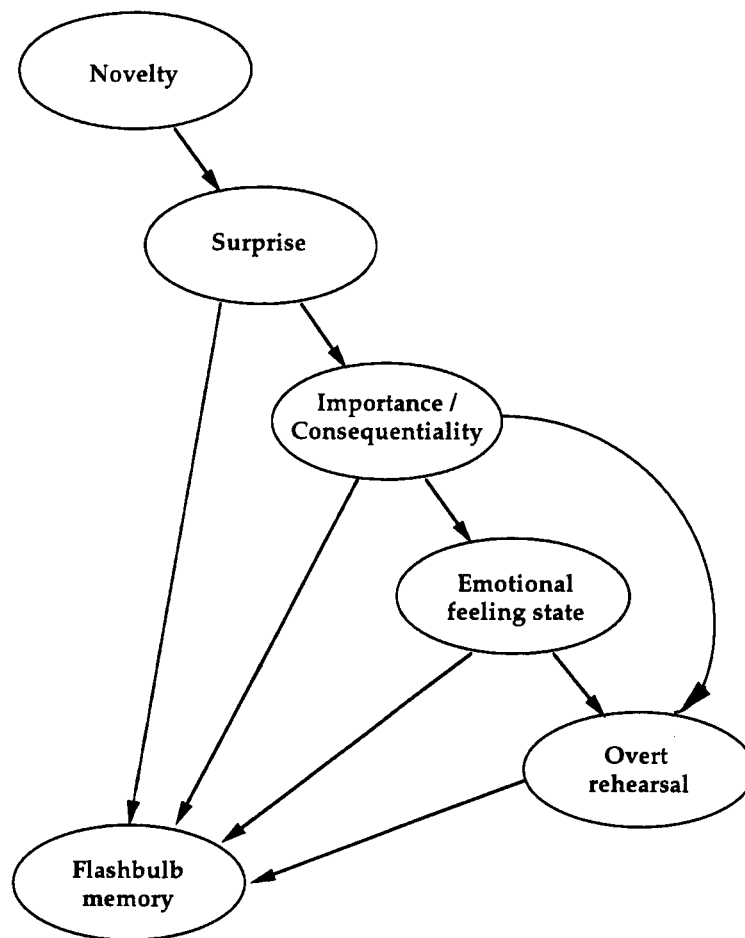 Novelty
Surprise
Importance /
Consequentiality
Emotional
feeling state
Overt
rehearsal
Flashbulb
memory